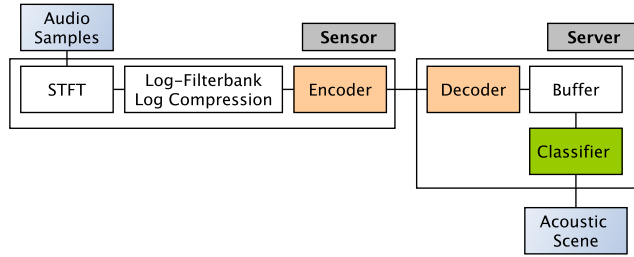 Audio
Samples
Sensor
Server
STFT
Log-Filterbank
Log Compression
Encoder
Decoder
Buffer
Classifier
Acoustic
Scene